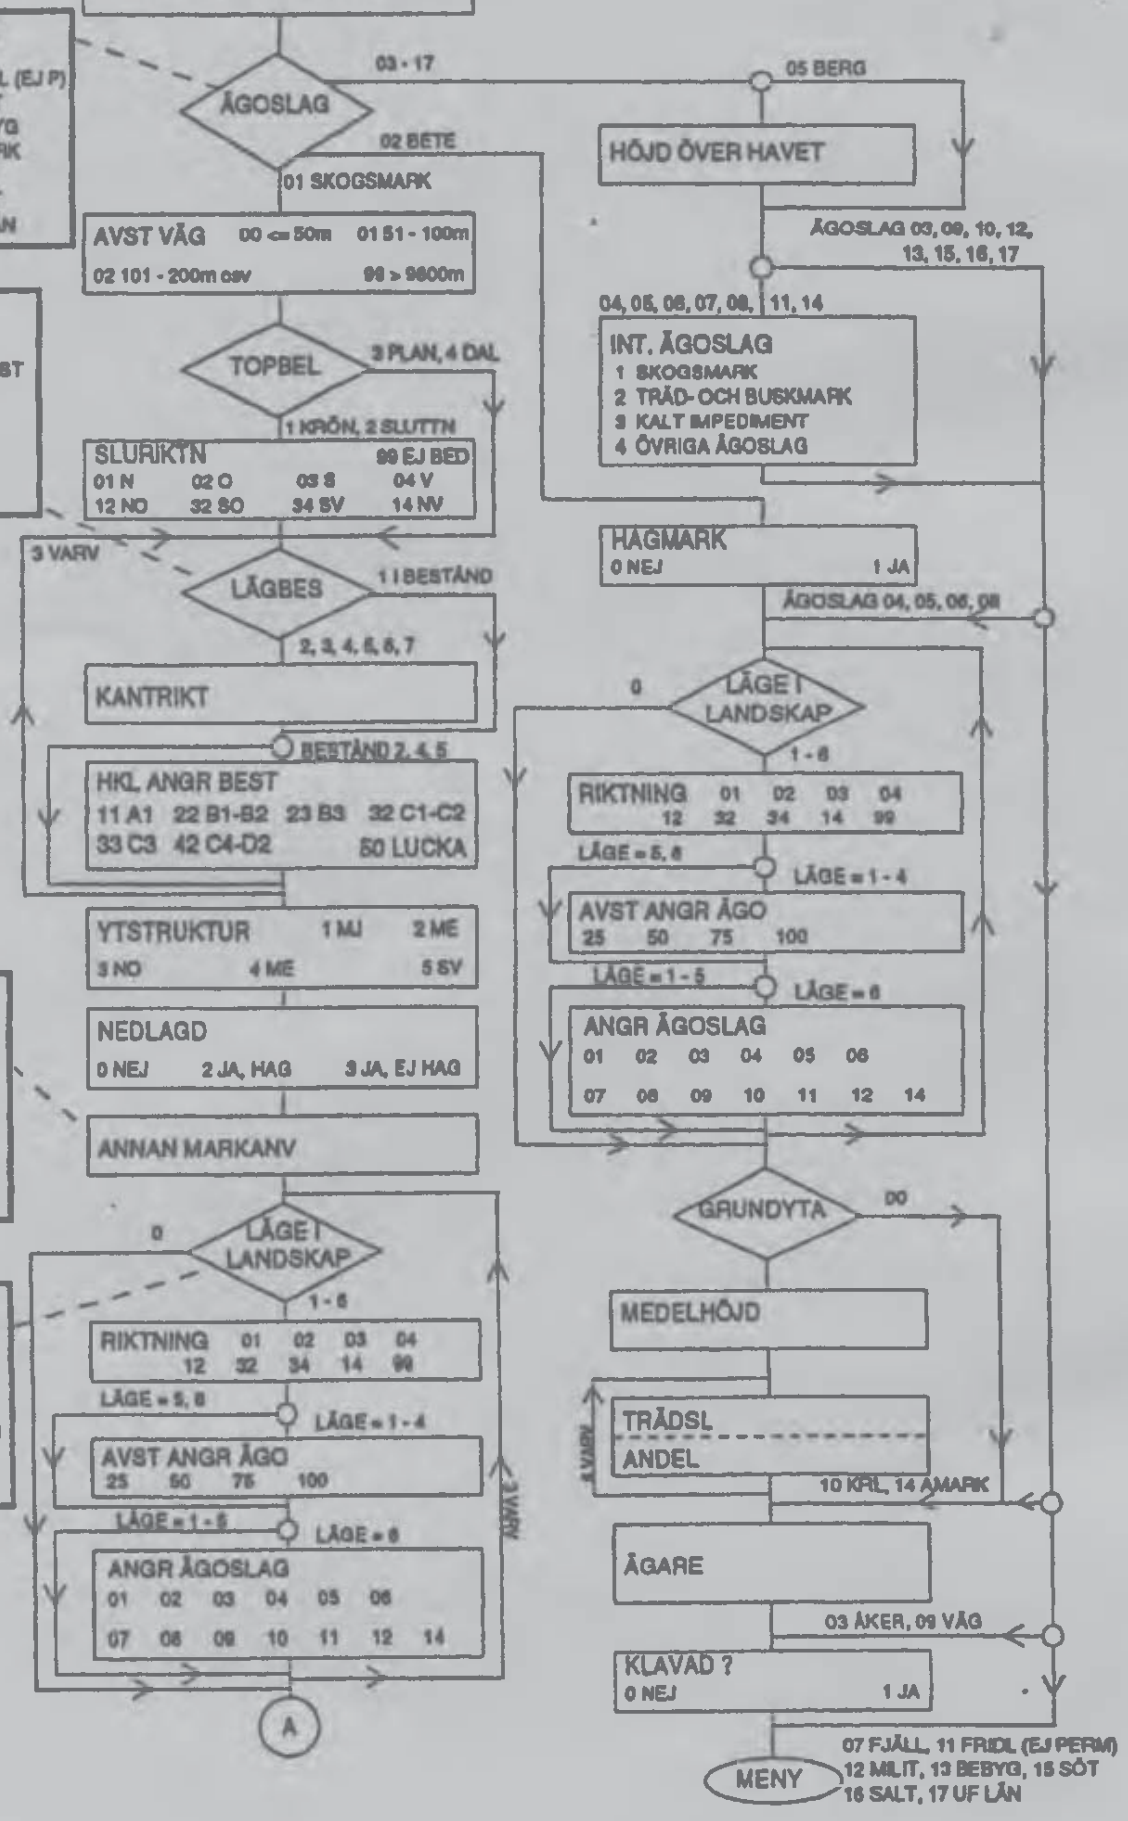 L (EJ P)
YG
RK
AN
ST
ÄGOSLAG
03 - 17
02 BETE
01 SKOGSMARK
AVST VÄG 00 <= 50m 01 51 - 100m
02 101 - 200m osv 99 > 9800m
TOPBEL
3 PLAN, 4 DAL
1 KRÖN, 2 SLUTTN
SLURIKTN 99 EJ BED
01 N 02 O 03 S 04 V
12 NO 32 SO 34 SV 14 NV
3 VARV
LÄGBES
1 I BESTÅND
2, 3, 4, 5, 6, 7
KANTRIKT
BESTÅND 2, 4, 5
HKL ANGR BEST
11 A1 22 B1-B2 23 B3 32 C1-C2
33 C3 42 C4-D2 50 LUCKA
YTSTRUKTUR 1 MJ 2 ME
3 NO 4 ME 5 SV
NEDLAGD
0 NEJ 2 JA, HAG 3 JA, EJ HAG
ANNAN MARKANV
0
LÄGE I
LANDSKAP
1 - 6
RIKTNING 01 02 03 04
12 32 34 14 99
LÄGE = 5, 6
LÄGE = 1 - 4
AVST ANGR ÄGO
25 50 75 100
LÄGE = 1 - 5
LÄGE = 6
ANGR ÄGOSLAG
01 02 03 04 05 06
07 08 09 10 11 12 14
3 VARV
A
05 BERG
HÖJD ÖVER HAVET
ÄGOSLAG 03, 09, 10, 12,
13, 15, 16, 17
04, 05, 06, 07, 08, 11, 14
INT. ÄGOSLAG
1 SKOGSMARK
2 TRÄD- OCH BUSKMARK
3 KALT IMPEDIMENT
4 ÖVRIGA ÄGOSLAG
HAGMARK
0 NEJ 1 JA
ÄGOSLAG 04, 05, 06, 08
0
LÄGE I
LANDSKAP
1 - 6
RIKTNING 01 02 03 04
12 32 34 14 99
LÄGE = 5, 6
LÄGE = 1 - 4
AVST ANGR ÄGO
25 50 75 100
LÄGE = 1 - 5
LÄGE = 6
ANGR ÄGOSLAG
01 02 03 04 05 06
07 08 09 10 11 12 14
GRUNDYTA
00
MEDELHÖJD
TRÄDSL
ANDEL
VARV
10 KRL, 14 AMARK
ÄGARE
03 ÅKER, 09 VÄG
KLAVAD ?
0 NEJ 1 JA
MENY
07 FJÄLL, 11 FRIDL (EJ PERM)
12 MILIT, 13 BEBYG, 15 SÖT
16 SALT, 17 UF LÄN